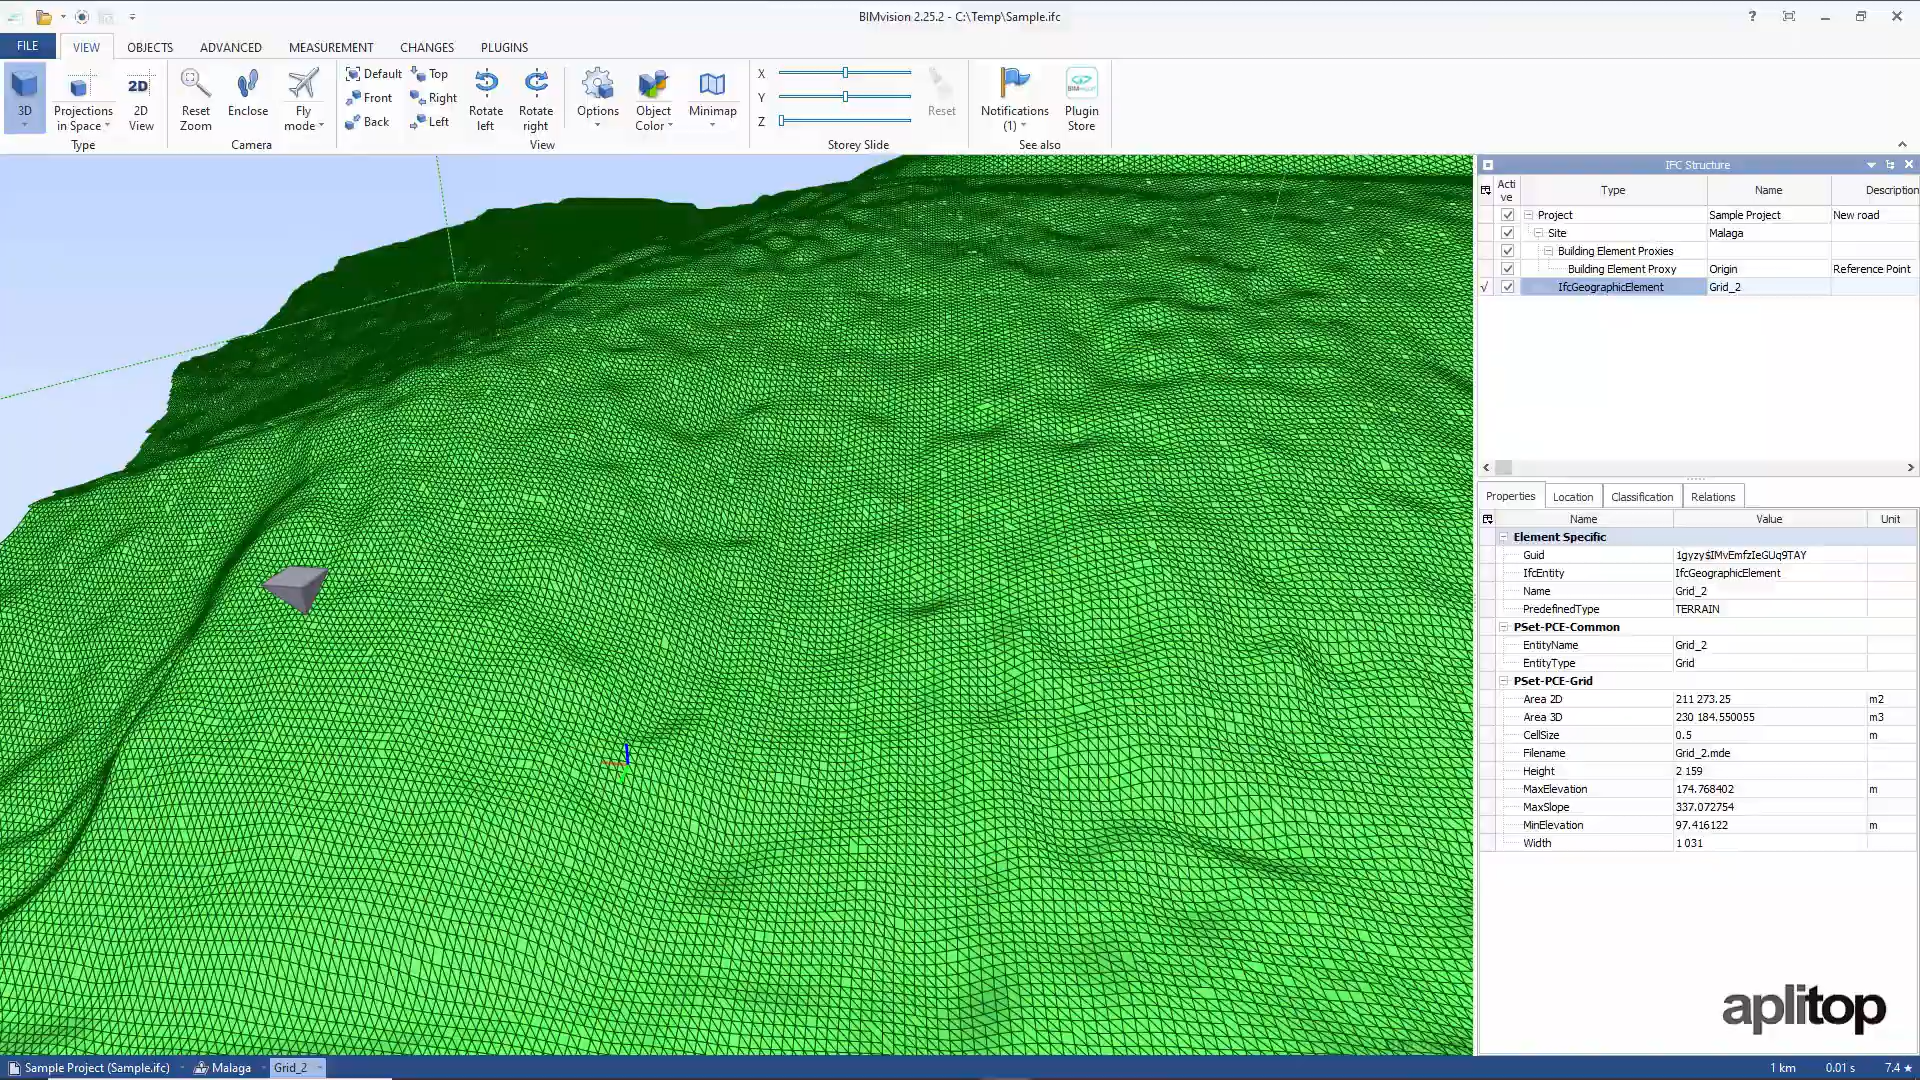 BIMvision 2.25.2 - C:\Temp\Sample.ifc
?
FILE VIEW OBJECTS ADVANCED MEASUREMENT CHANGES PLUGINS
3D
Projections in Space
2D
2D View
Type
Reset Zoom
Enclose
Fly mode
Camera
Default Top
Front Right
Back Left
Rotate left
Rotate right
Options
Object Color
Minimap
View
X
Y
Z
Reset
Storey Slide
Notifications (1)
Plugin Store
See also
IFC Structure
Active Type Name Description
Project Sample Project New road
Site Malaga
Building Element Proxies
Building Element Proxy Origin Reference Point
IfcGeographicElement Grid_2
Properties Location Classification Relations
Name Value Unit
Element Specific
Guid 1gyzy$IMvEmfzIeGUq9TAY
IfcEntity IfcGeographicElement
Name Grid_2
PredefinedType TERRAIN
PSet-PCE-Common
EntityName Grid_2
EntityType Grid
PSet-PCE-Grid
Area 2D 211 273.25 m2
Area 3D 230 184.550055 m3
CellSize 0.5 m
Filename Grid_2.mde
Height 2 159
MaxElevation 174.768402 m
MaxSlope 337.072754
MinElevation 97.416122 m
Width 1 031
aplitop
Sample Project (Sample.ifc) Malaga Grid_2 1 km 0.01 s 7.4